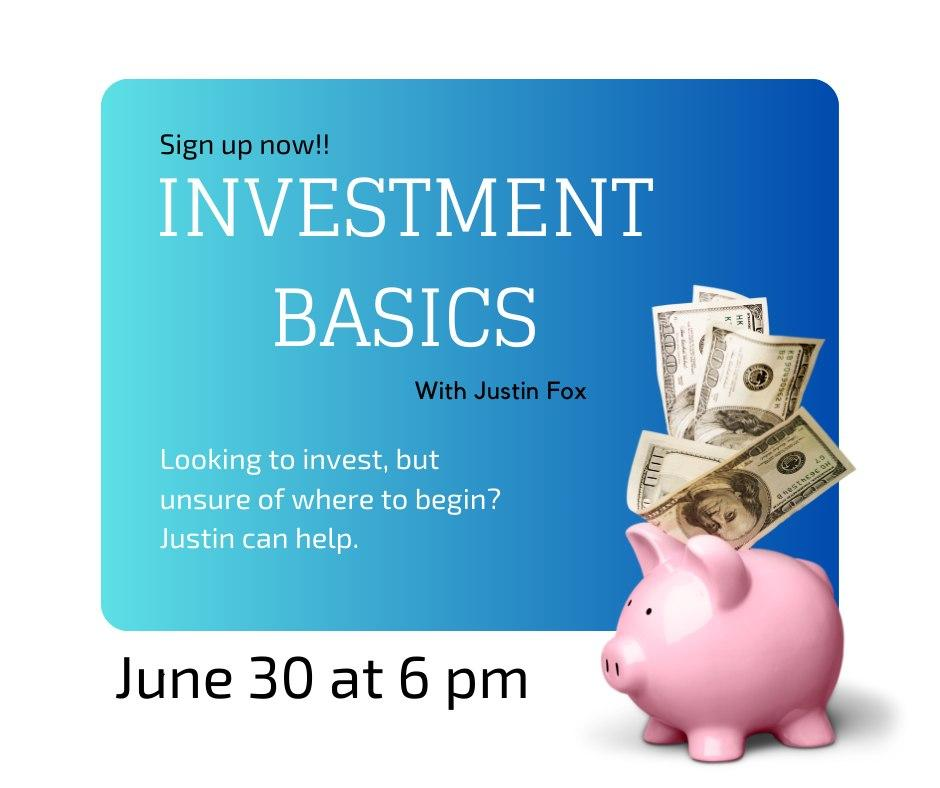 Sign up now!!
INVESTMENT
BASICS
With Justin Fox
Looking to invest, but
unsure of where to begin?
Justin can help.
June 30 at 6 pm